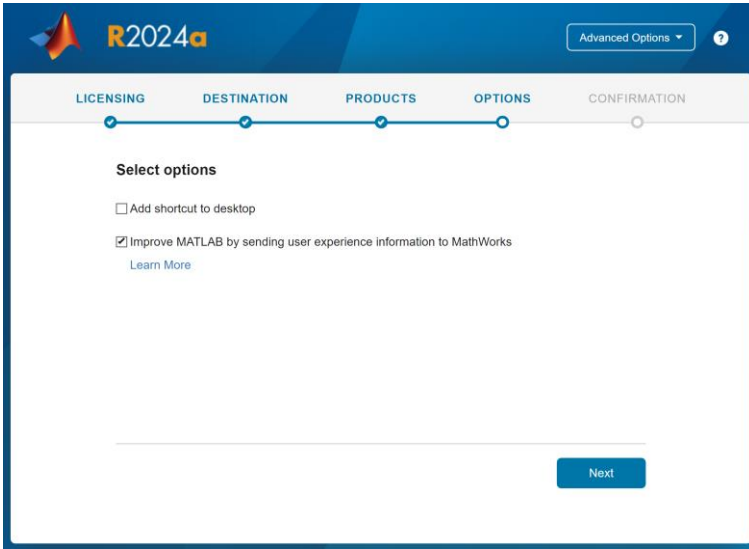 R2024a
Advanced Options
?
LICENSING DESTINATION PRODUCTS OPTIONS CONFIRMATION
Select options
Add shortcut to desktop
Improve MATLAB by sending user experience information to MathWorks
Learn More
Next